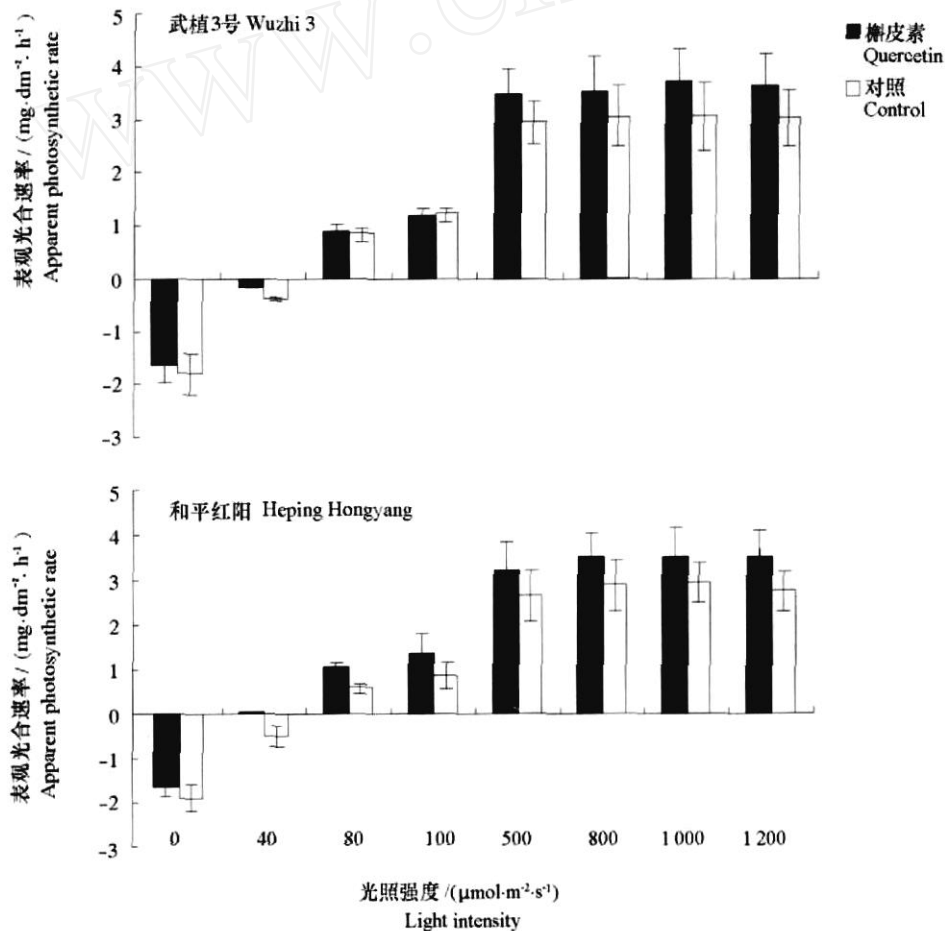 武植3号 Wuzhi 3
槲皮素
Quercetin
对照
Control
表观光合速率 / (mg·dm⁻²·h⁻¹)
Apparent photosynthetic rate
5
4
3
2
1
0
-1
-2
-3
和平红阳 Heping Hongyang
表观光合速率 / (mg·dm⁻²·h⁻¹)
Apparent photosynthetic rate
5
4
3
2
1
0
-1
-2
-3
0 40 80 100 500 800 1 000 1 200
光照强度 /(μmol·m⁻²·s⁻¹)
Light intensity